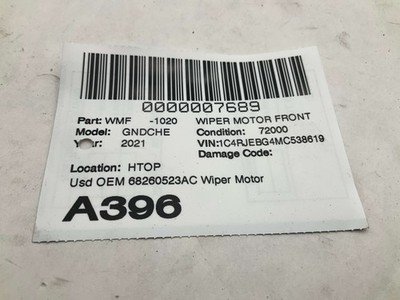 0000007689
Part: WMF -1020 WIPER MOTOR FRONT
Model: GNDCHE Condition: 72000
Year: 2021 VIN:1C4RJEBG4MC538619
Damage Code:
Location: HTOP
Usd OEM 68260523AC Wiper Motor
A396